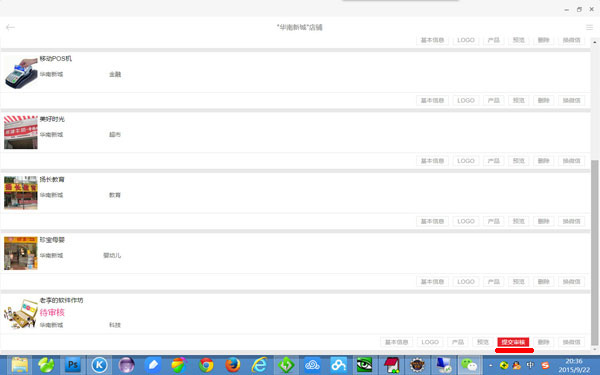 "华南新城"店铺
基本信息 LOGO 产品 预览 删除 换微信
移动POS机
华南新城 金融
基本信息 LOGO 产品 预览 删除 换微信
美好时光
华南新城 超市
基本信息 LOGO 产品 预览 删除 换微信
扬长教育
华南新城 教育
基本信息 LOGO 产品 预览 删除 换微信
珍宝母婴
华南新城 婴幼儿
基本信息 LOGO 产品 预览 删除 换微信
老李的软件作坊
待审核
华南新城 科技
基本信息 LOGO 产品 预览 提交审核 删除 换微信
20:36
2015/9/22